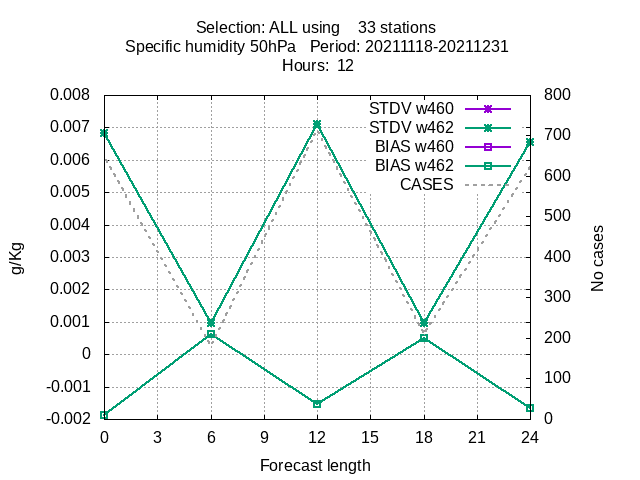 Selection: ALL using    33 stations
Specific humidity 50hPa   Period: 20211118-20211231
Hours:  12
0.008
0.007
0.006
0.005
0.004
0.003
0.002
0.001
0
-0.001
-0.002
g/Kg
STDV w460
STDV w462
BIAS w460
BIAS w462
CASES
800
700
600
500
400
300
200
100
0
No cases
0 3 6 9 12 15 18 21 24
Forecast length